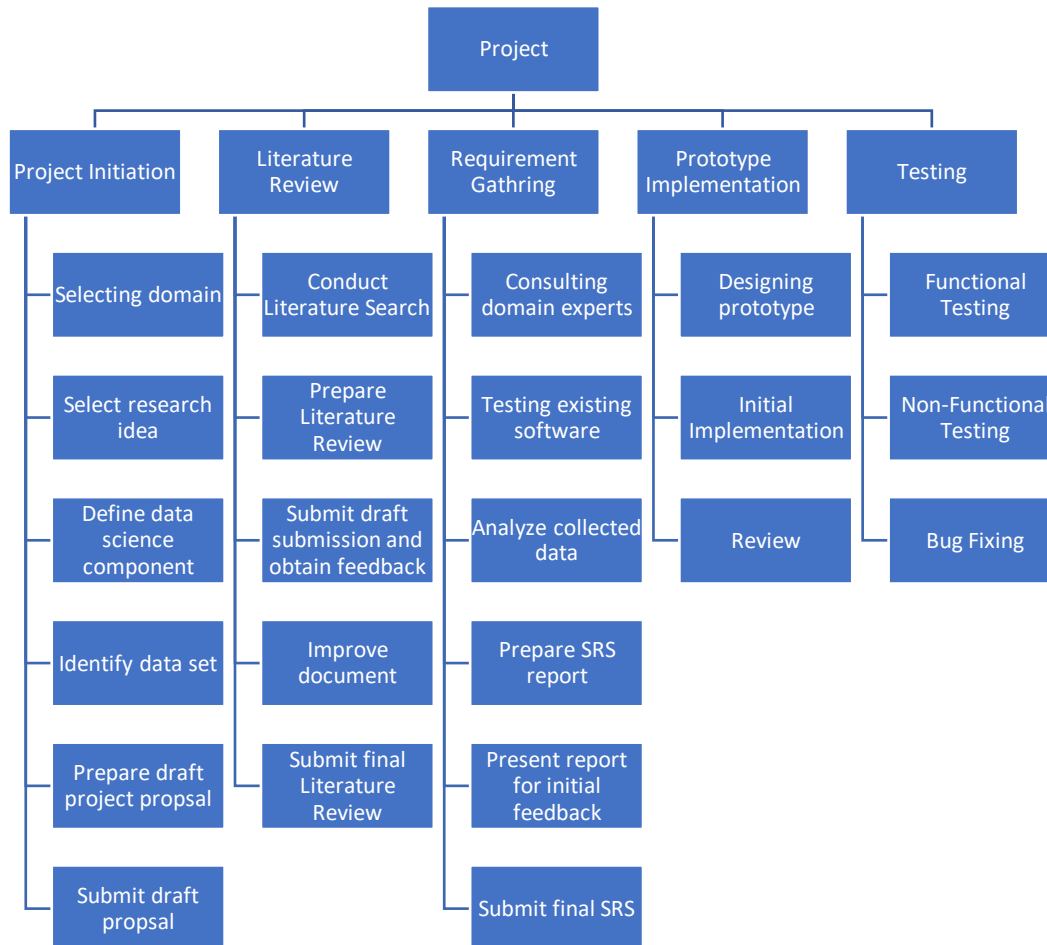 Project
Project Initiation
Literature
Review
Requirement
Gathring
Prototype
Implementation
Testing
Selecting domain
Select research
idea
Define data
science
component
Identify data set
Prepare draft
project propsal
Submit draft
propsal
Conduct
Literature Search
Prepare
Literature
Review
Submit draft
submission and
obtain feedback
Improve
document
Submit final
Literature
Review
Consulting
domain experts
Testing existing
software
Analyze collected
data
Prepare SRS
report
Present report
for initial
feedback
Submit final SRS
Designing
prototype
Initial
Implementation
Review
Functional
Testing
Non-Functional
Testing
Bug Fixing